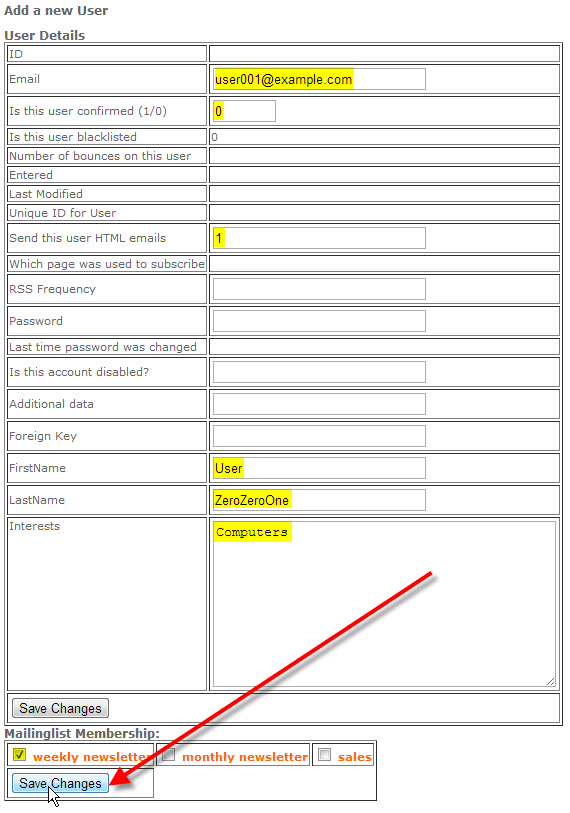 Add a new User
User Details
ID
Email user001@example.com
Is this user confirmed (1/0) 0
Is this user blacklisted 0
Number of bounces on this user
Entered
Last Modified
Unique ID for User
Send this user HTML emails 1
Which page was used to subscribe
RSS Frequency
Password
Last time password was changed
Is this account disabled?
Additional data
Foreign Key
FirstName User
LastName ZeroZeroOne
Interests Computers
Save Changes
Mailinglist Membership:
weekly newsletter monthly newsletter sales
Save Changes